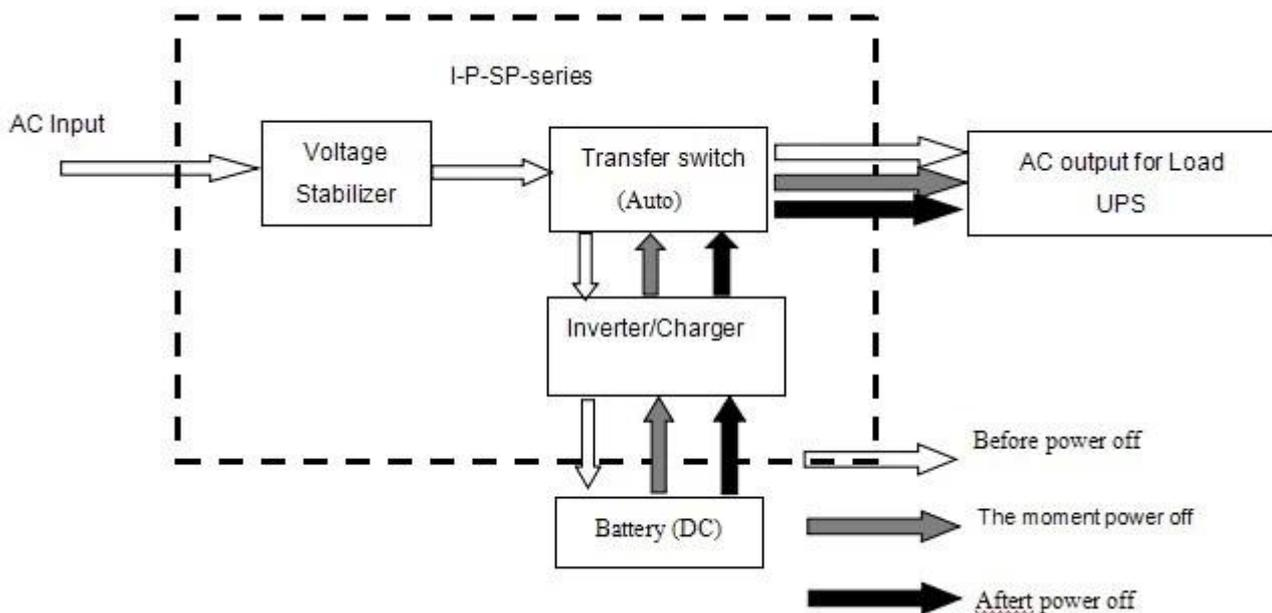 I-P-SP-series
AC Input
Voltage
Stabilizer
Transfer switch
(Auto)
AC output for Load
UPS
Inverter/Charger
Battery (DC)
Before power off
The moment power off
Aftert power off